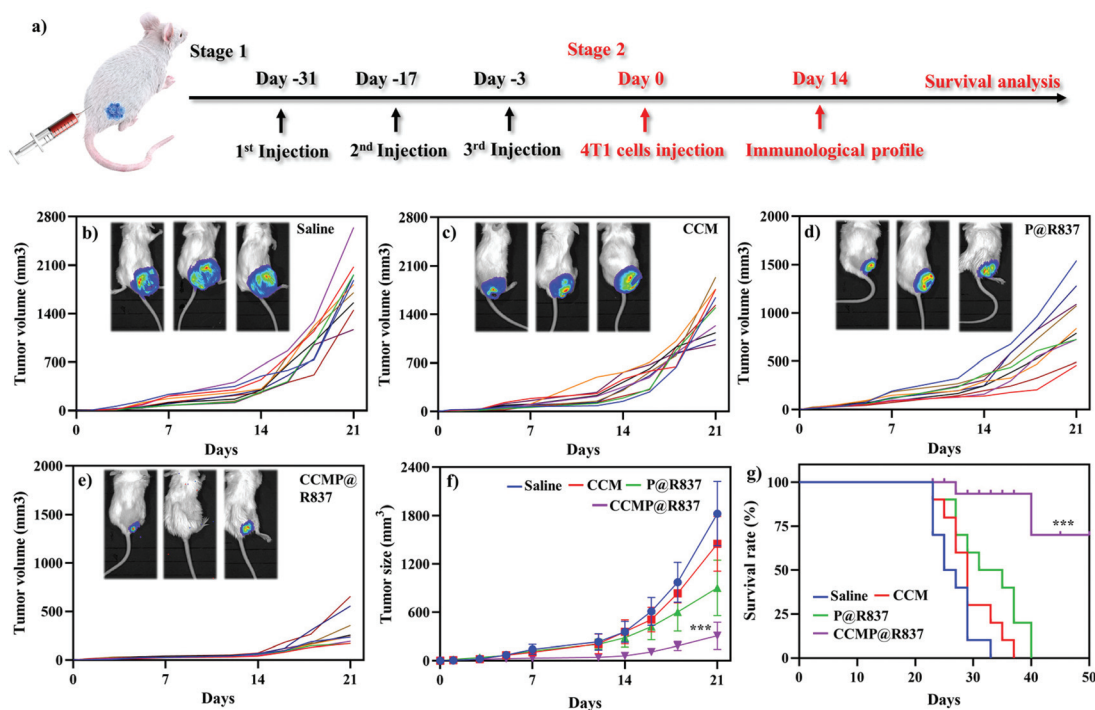 a)
Stage 1
Stage 2
Day -31
Day -17
Day -3
Day 0
Day 14
Survival analysis
1st Injection
2nd Injection
3rd Injection
4T1 cells injection
Immunological profile
b)
Saline
Tumor volume (mm3)
2800
2100
1400
700
0
0
7
14
21
Days
c)
CCM
Tumor volume (mm3)
2800
2100
1400
700
0
0
7
14
21
Days
d)
P@R837
Tumor volume (mm3)
2000
1500
1000
500
0
0
7
14
21
Days
e)
CCMP@
R837
Tumor volume (mm3)
2000
1500
1000
500
0
0
7
14
21
Days
f)
Saline
CCM
P@R837
CCMP@R837
Tumor size (mm³)
2400
1800
1200
600
0
***
0
7
14
21
Days
g)
Survival rate (%)
100
75
50
25
0
***
Saline
CCM
P@R837
CCMP@R837
0
10
20
30
40
50
Days